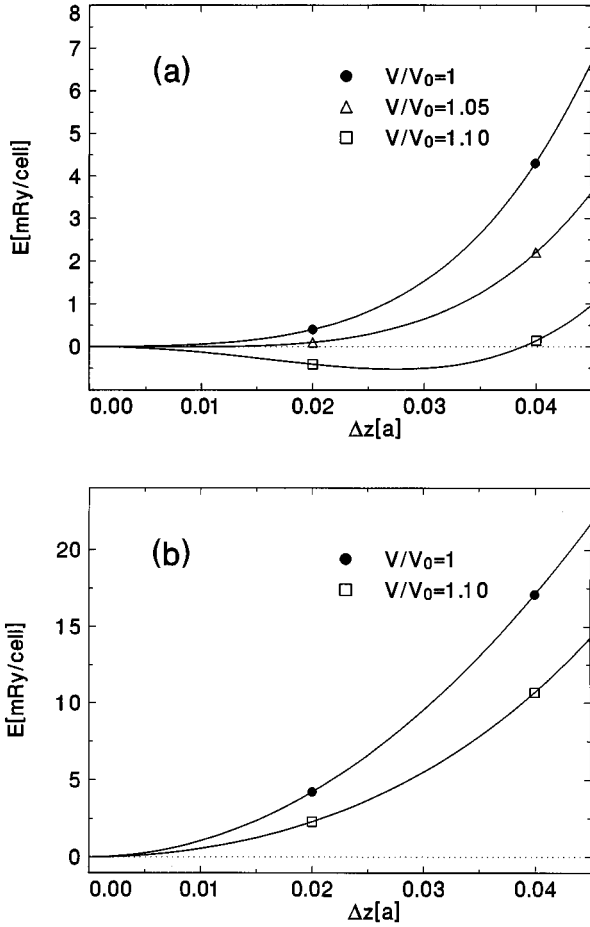 (a)
V/V₀=1
V/V₀=1.05
V/V₀=1.10
E[mRy/cell]
8
7
6
5
4
3
2
1
0
0.00 0.01 0.02 0.03 0.04
Δz[a]
(b)
V/V₀=1
V/V₀=1.10
E[mRy/cell]
20
15
10
5
0
0.00 0.01 0.02 0.03 0.04
Δz[a]